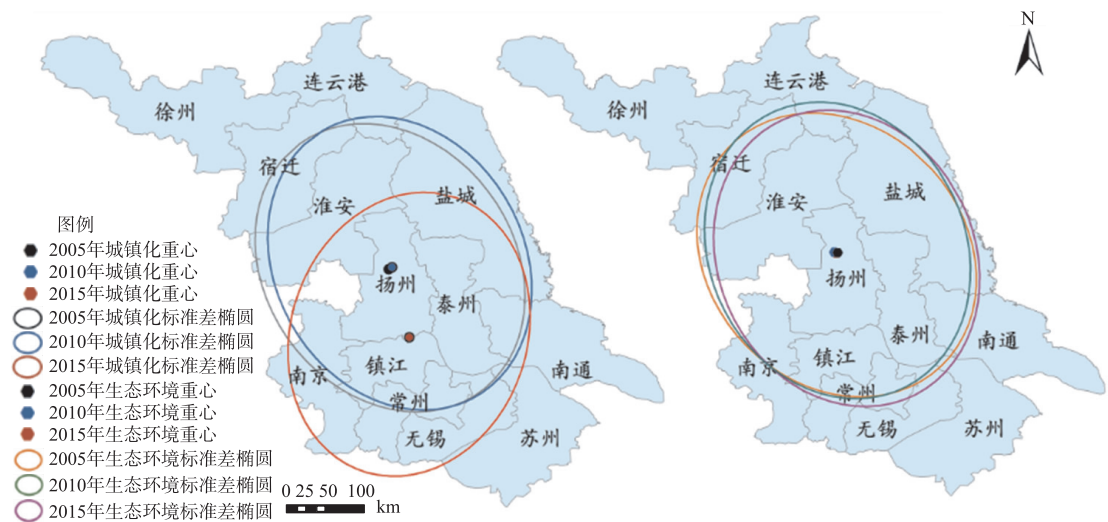 N
连云港
徐州
宿迁
淮安
盐城
扬州
泰州
镇江
南京
南通
常州
无锡
苏州
连云港
徐州
宿迁
淮安
盐城
扬州
泰州
镇江
南京
南通
常州
无锡
苏州
图例
2005年城镇化重心
2010年城镇化重心
2015年城镇化重心
2005年城镇化标准差椭圆
2010年城镇化标准差椭圆
2015年城镇化标准差椭圆
2005年生态环境重心
2010年生态环境重心
2015年生态环境重心
2005年生态环境标准差椭圆
2010年生态环境标准差椭圆
2015年生态环境标准差椭圆
0 25 50 100
km